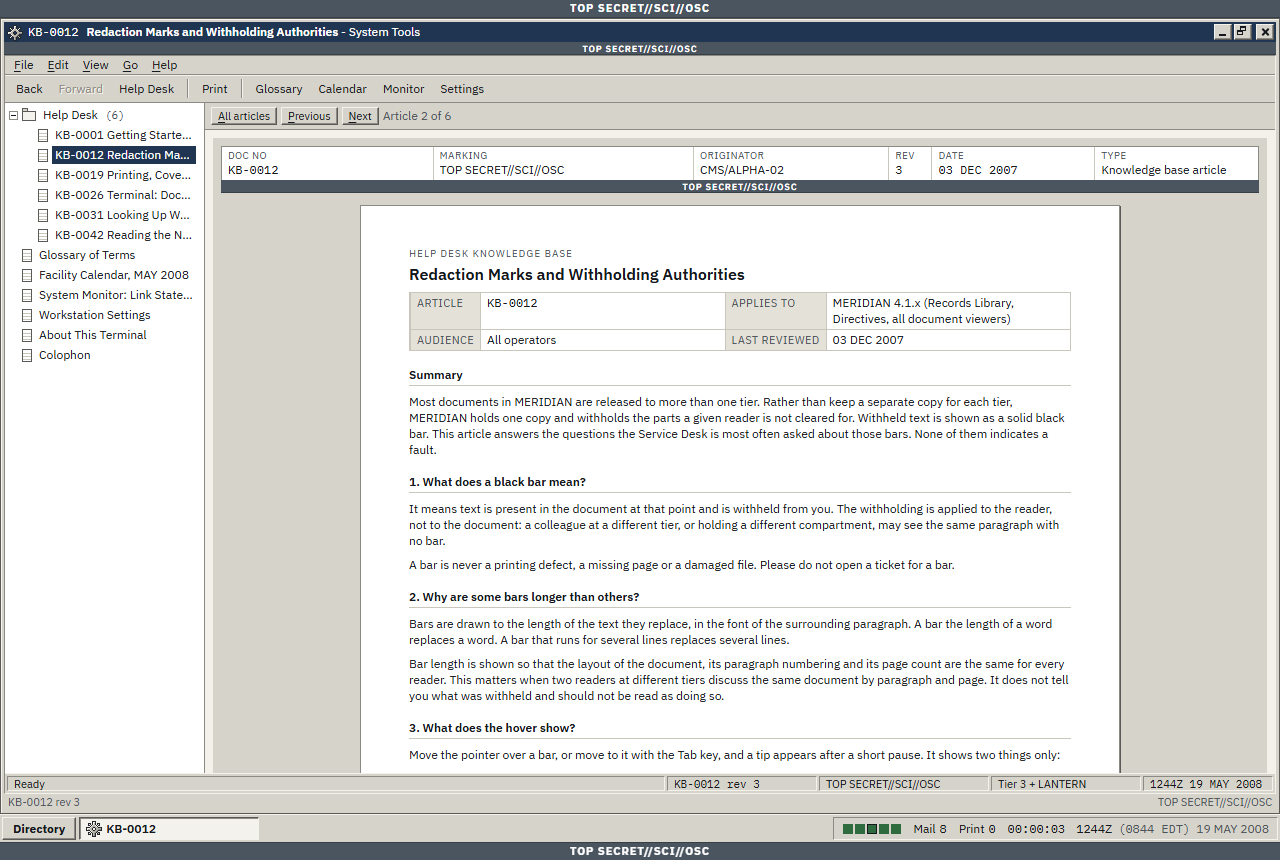 TOP SECRET//SCI//OSC
KB-0012 Redaction Marks and Withholding Authorities - System Tools
TOP SECRET//SCI//OSC
File Edit View Go Help
Back Forward Help Desk Print Glossary Calendar Monitor Settings
Help Desk (6)
KB-0001 Getting Starte...
KB-0012 Redaction Ma...
KB-0019 Printing, Cove...
KB-0026 Terminal: Doc...
KB-0031 Looking Up W...
KB-0042 Reading the N...
Glossary of Terms
Facility Calendar, MAY 2008
System Monitor: Link State...
Workstation Settings
About This Terminal
Colophon
All articles Previous Next Article 2 of 6
DOC NO MARKING ORIGINATOR REV DATE TYPE
KB-0012 TOP SECRET//SCI//OSC CMS/ALPHA-02 3 03 DEC 2007 Knowledge base article
TOP SECRET//SCI//OSC
HELP DESK KNOWLEDGE BASE
Redaction Marks and Withholding Authorities
ARTICLE KB-0012 APPLIES TO MERIDIAN 4.1.x (Records Library,
Directives, all document viewers)
AUDIENCE All operators LAST REVIEWED 03 DEC 2007
Summary
Most documents in MERIDIAN are released to more than one tier. Rather than keep a separate copy for each tier,
MERIDIAN holds one copy and withholds the parts a given reader is not cleared for. Withheld text is shown as a solid black
bar. This article answers the questions the Service Desk is most often asked about those bars. None of them indicates a
fault.
1. What does a black bar mean?
It means text is present in the document at that point and is withheld from you. The withholding is applied to the reader,
not to the document: a colleague at a different tier, or holding a different compartment, may see the same paragraph with
no bar.
A bar is never a printing defect, a missing page or a damaged file. Please do not open a ticket for a bar.
2. Why are some bars longer than others?
Bars are drawn to the length of the text they replace, in the font of the surrounding paragraph. A bar the length of a word
replaces a word. A bar that runs for several lines replaces several lines.
Bar length is shown so that the layout of the document, its paragraph numbering and its page count are the same for every
reader. This matters when two readers at different tiers discuss the same document by paragraph and page. It does not tell
you what was withheld and should not be read as doing so.
3. What does the hover show?
Move the pointer over a bar, or move to it with the Tab key, and a tip appears after a short pause. It shows two things only:
Ready KB-0012 rev 3 TOP SECRET//SCI//OSC Tier 3 + LANTERN 1244Z 19 MAY 2008
KB-0012 rev 3 TOP SECRET//SCI//OSC
Directory KB-0012 Mail 8 Print 0 00:00:03 1244Z (0844 EDT) 19 MAY 2008
TOP SECRET//SCI//OSC